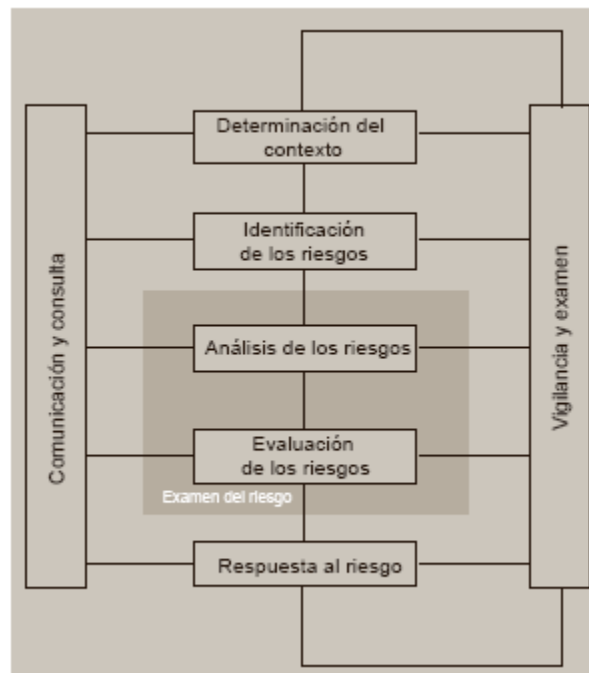 Determinación del
contexto
Identificación
de los riesgos
Análisis de los riesgos
Evaluación
de los riesgos
Examen del riesgo
Respuesta al riesgo
Comunicación y consulta
Vigilancia y examen